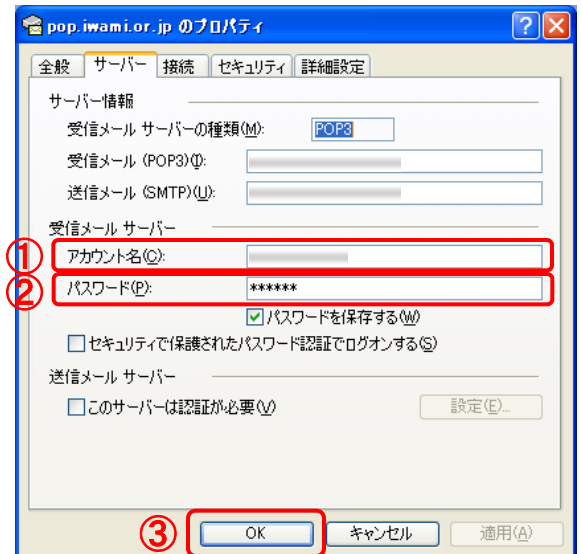 pop.iwami.or.jp のプロパティ
全般 サーバー 接続 セキュリティ 詳細設定
サーバー情報
受信メール サーバーの種類(M): POP3
受信メール (POP3)(I):
送信メール (SMTP)(U):
受信メール サーバー
① アカウント名(C):
② パスワード(P): ******
パスワードを保存する(W)
セキュリティで保護されたパスワード認証でログオンする(S)
送信メール サーバー
このサーバーは認証が必要(V) 設定(E)...
③ OK キャンセル 適用(A)